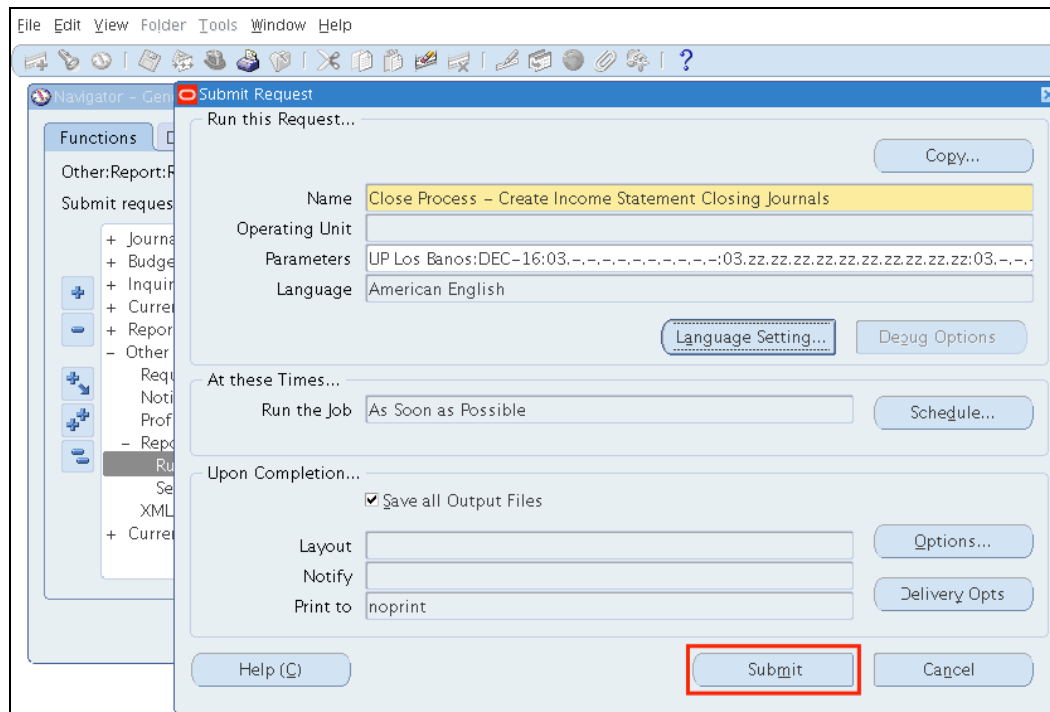 File Edit View Folder Tools Window Help
Navigator – Gen
Submit Request
Functions
Run this Request...
Other:Report:R
Copy...
Submit reques
Name Close Process – Create Income Statement Closing Journals
Operating Unit
Parameters UP Los Banos:DEC–16:03.–.–.–.–.–.–.–.–.–.–:03.zz.zz.zz.zz.zz.zz.zz.zz.zz.zz:03.–.–.–
Language American English
Language Setting... Debug Options
+ Journa
+ Budge
+ Inquir
+ Curre
+ Repor
– Other
Requ
Noti
Prof
– Repo
Ru
Se
XML
+ Curre
At these Times...
Run the Job As Soon as Possible Schedule...
Upon Completion...
Save all Output Files
Layout Options...
Notify
Print to noprint Delivery Opts
Help (C) Submit Cancel